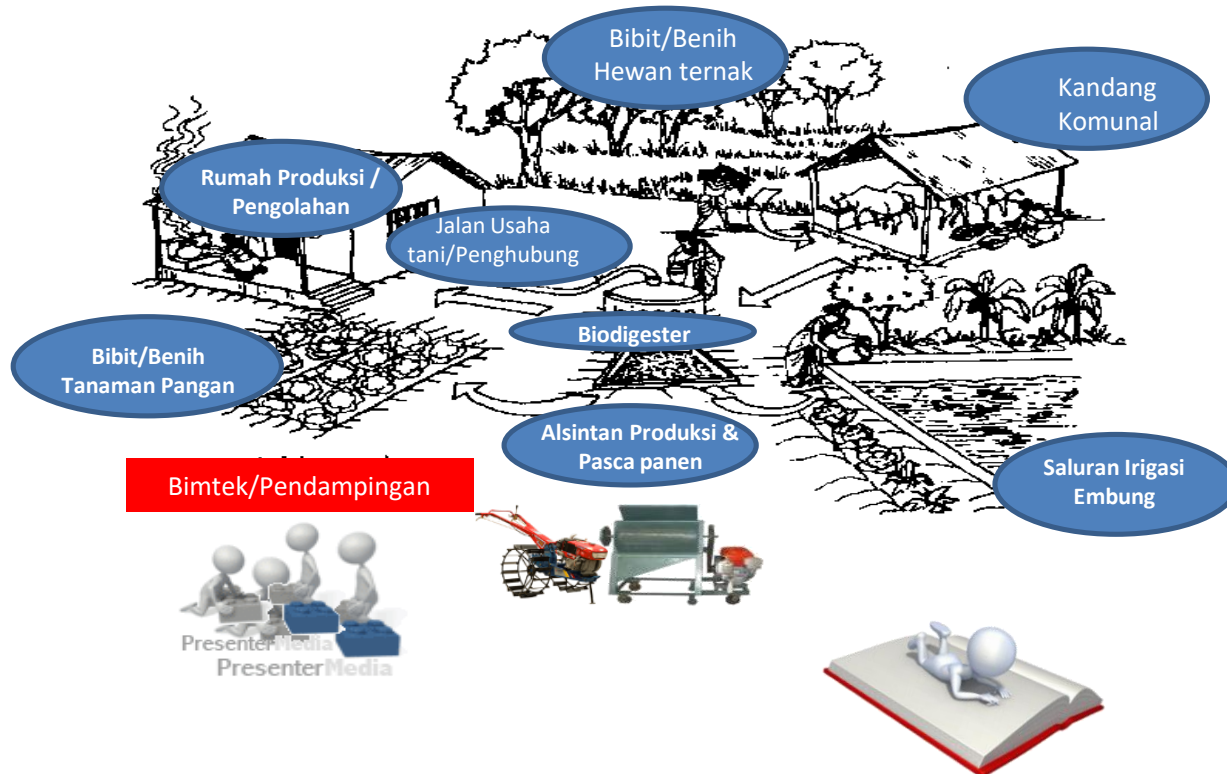 Bibit/Benih
Hewan ternak
Kandang
Komunal
Rumah Produksi /
Pengolahan
Jalan Usaha
tani/Penghubung
Biodigester
Bibit/Benih
Tanaman Pangan
Alsintan Produksi &
Pasca panen
Saluran Irigasi
Embung
Bimtek/Pendampingan
PresenterMedia
PresenterMedia